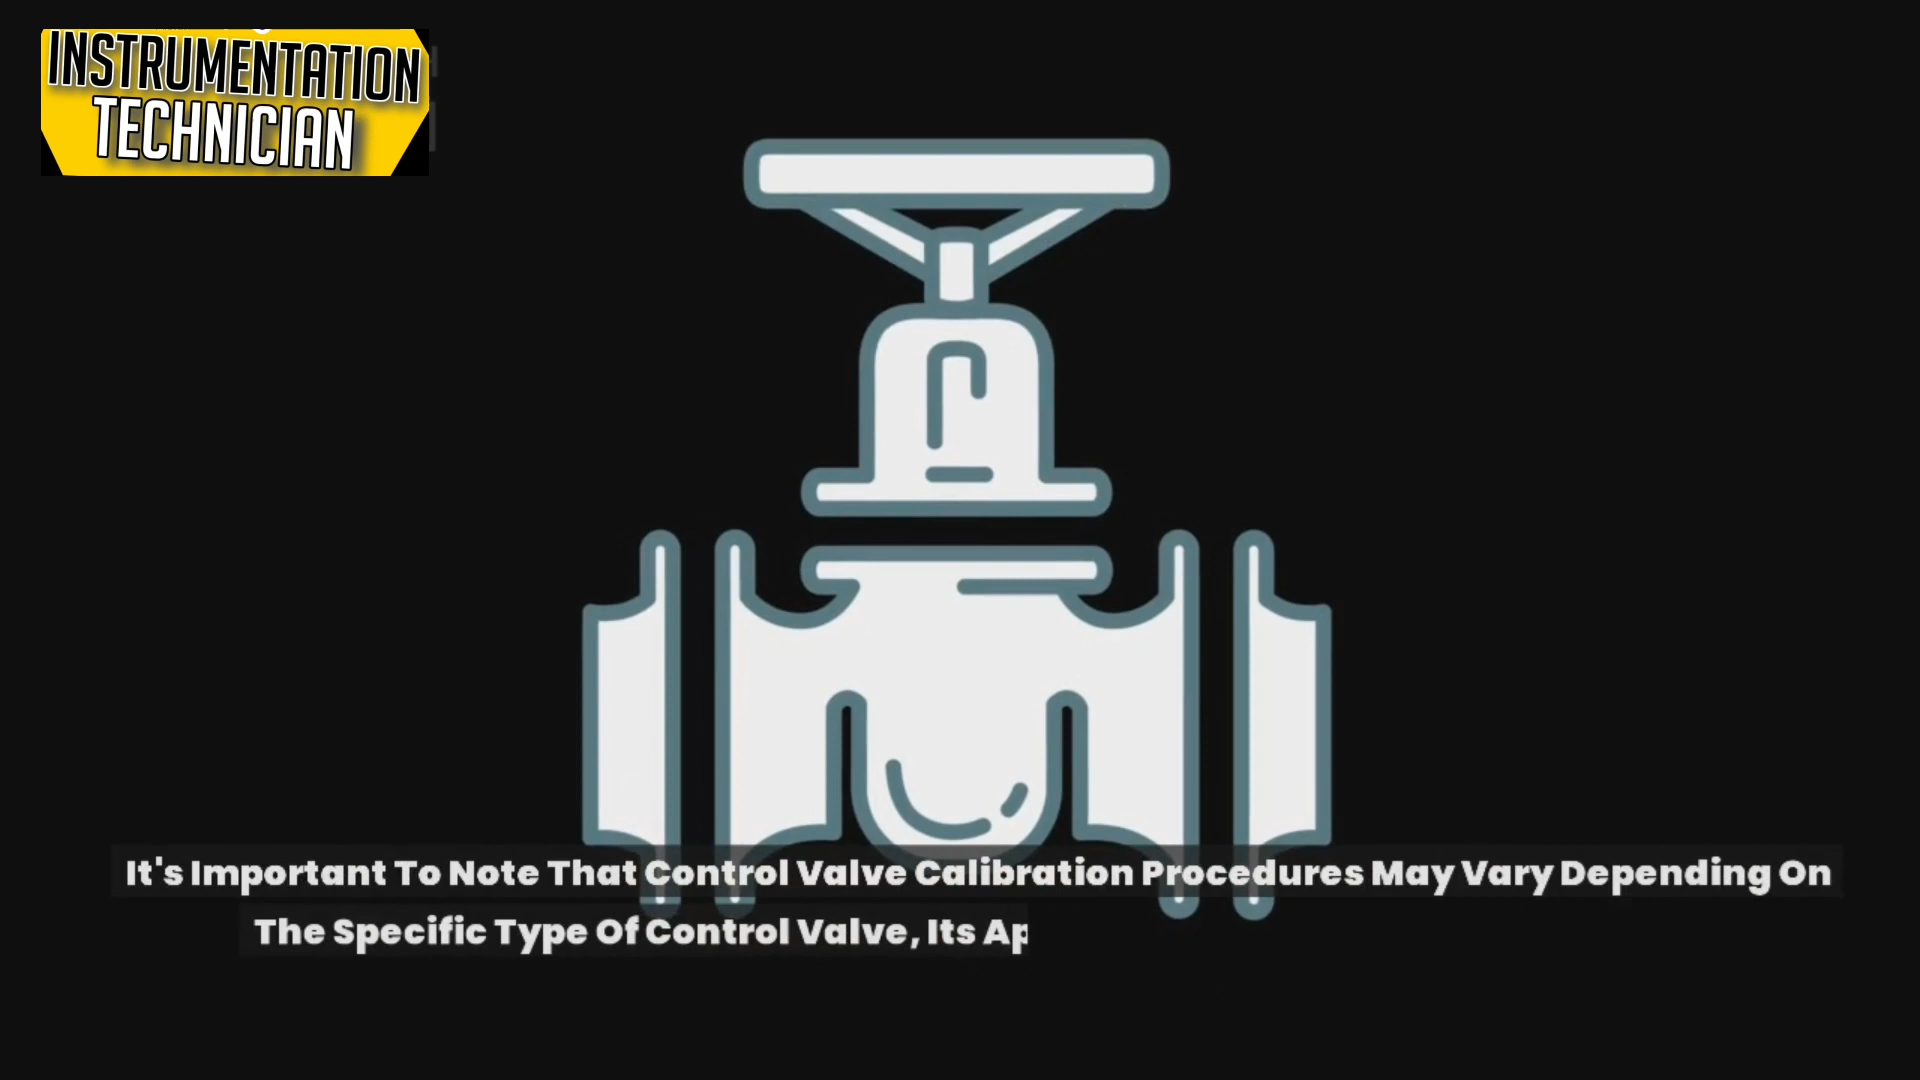 INSTRUMENTATION
TECHNICIAN
It's Important To Note That Control Valve Calibration Procedures May Vary Depending On
The Specific Type Of Control Valve, Its Ap